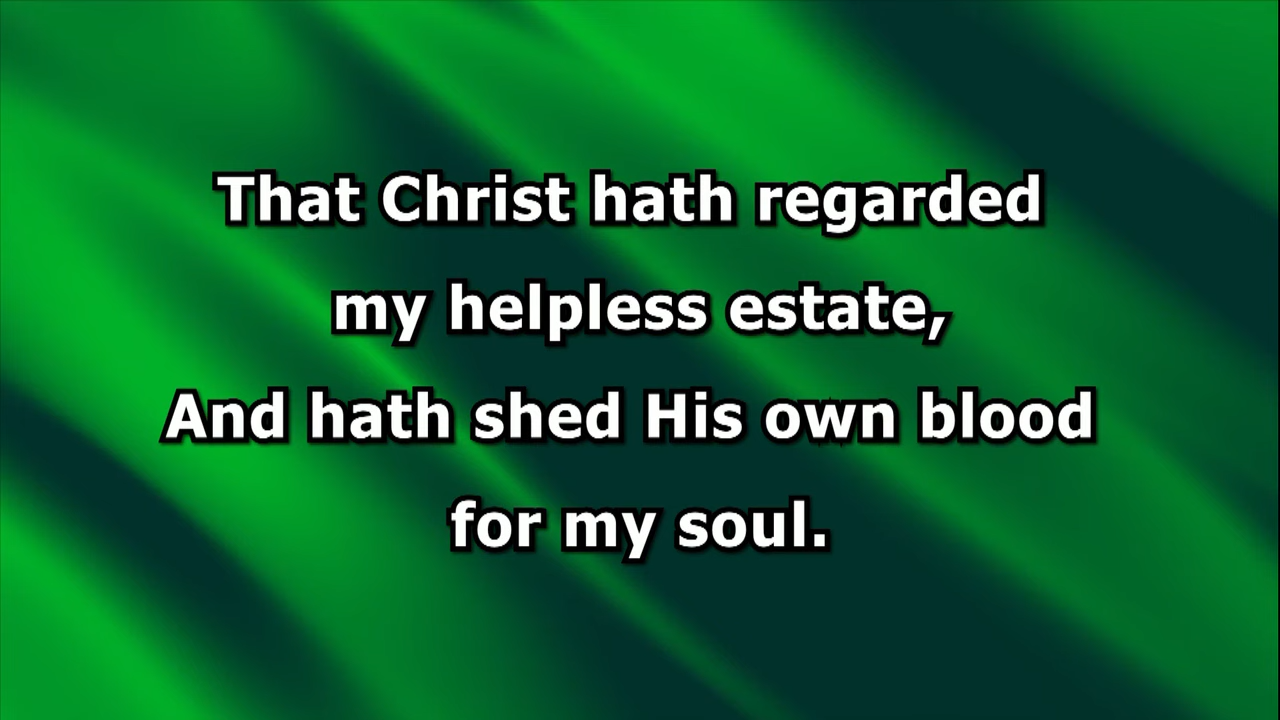 That Christ hath regarded
my helpless estate,
And hath shed His own blood
for my soul.